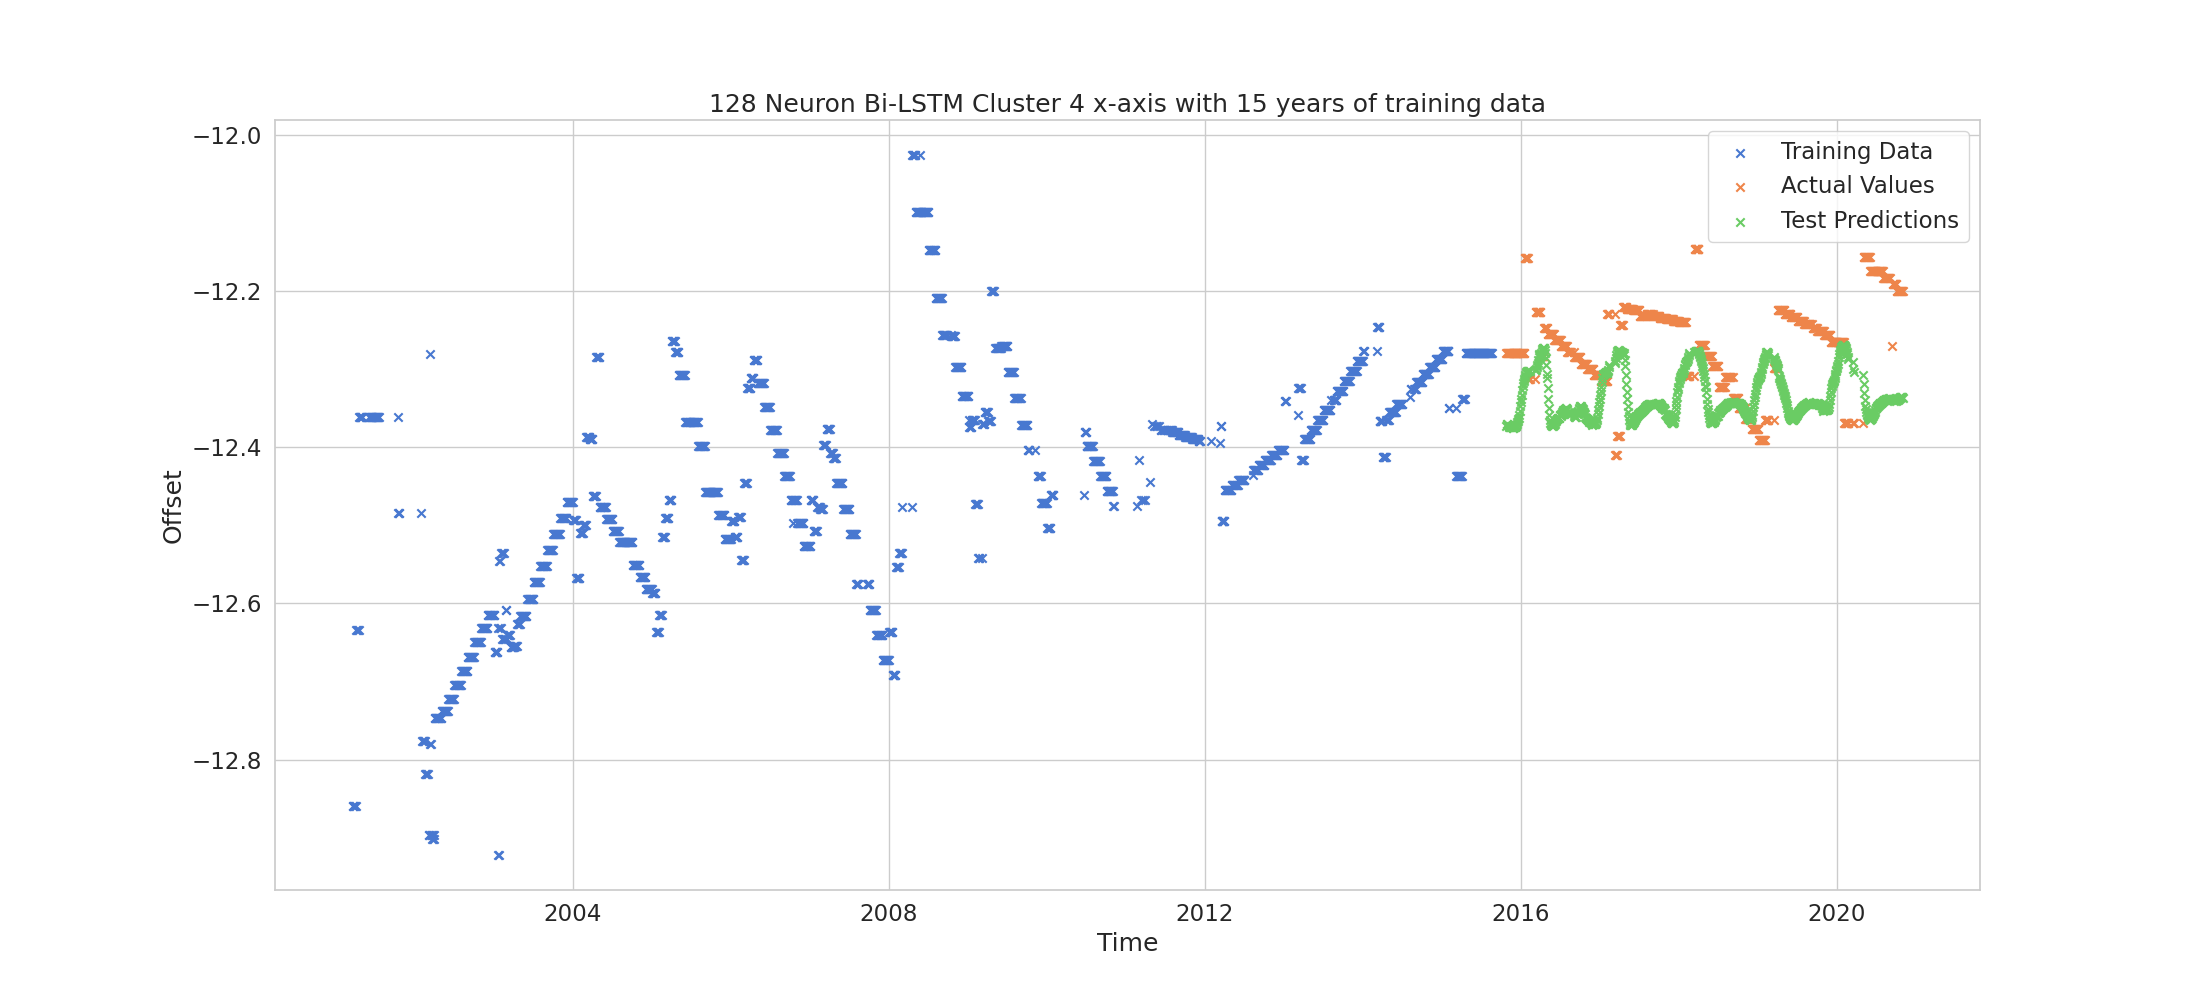 128 Neuron Bi-LSTM Cluster 4 x-axis with 15 years of training data
−12.0
−12.2
−12.4
−12.6
−12.8
Offset
Training Data
Actual Values
Test Predictions
2004 2008 2012 2016 2020
Time